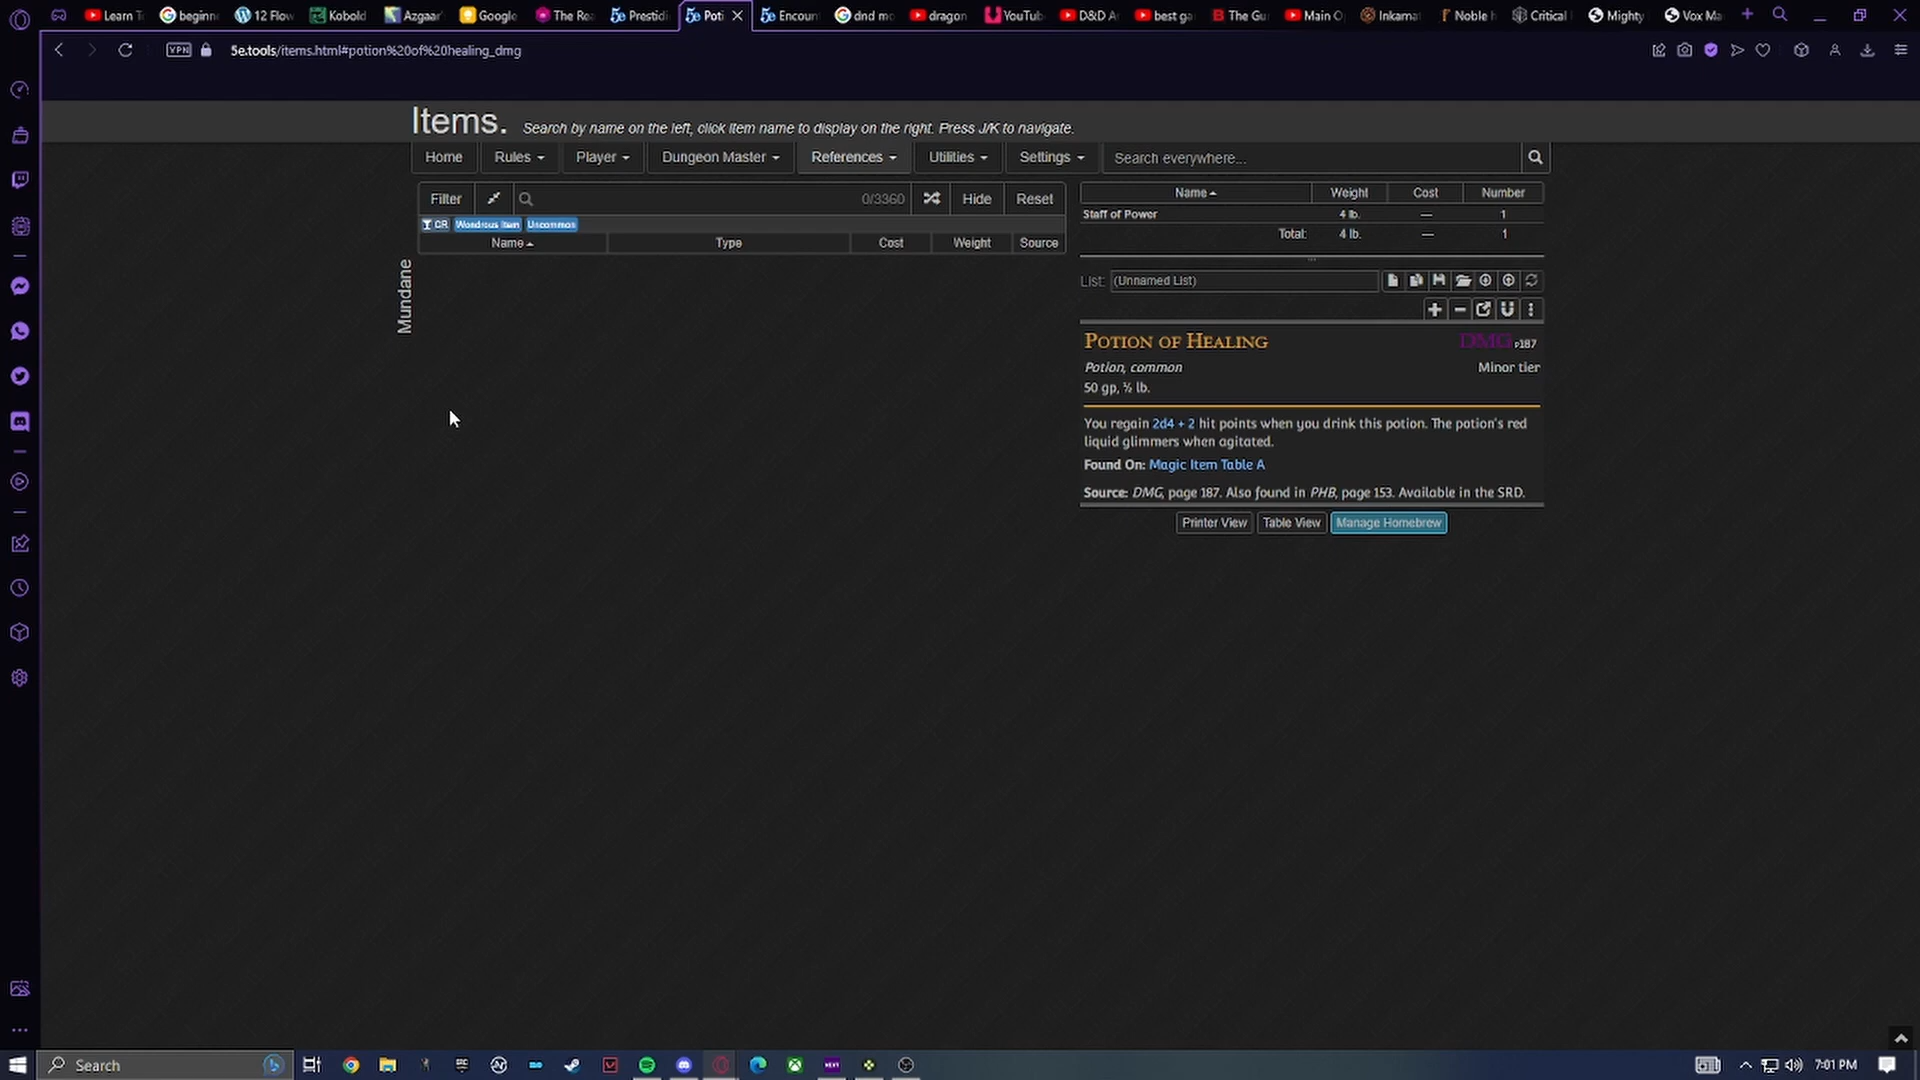 Learn T
beginn
12 Flow
Kobold
Azgaar
Google
The Rea
Prestidi
Poti
Encoun
dnd mo
dragon
YouTub
D&D A
best ga
The Gu
Main O
Inkarna
Noble h
Critical
Mighty
Vox Ma
VPN
5e.tools/items.html#potion%20of%20healing_dmg
Items. Search by name on the left, click item name to display on the right. Press J/K to navigate.
Home
Rules
Player
Dungeon Master
References
Utilities
Settings
Search everywhere...
Filter
0/3360
Hide
Reset
CR
Wondrous Item
Uncommon
Name
Type
Cost
Weight
Source
Mundane
Name Weight Cost Number
Staff of Power 4 lb. — 1
Total: 4 lb. — 1
List: (Unnamed List)
Potion of Healing DMG p187
Potion, common Minor tier
50 gp, ½ lb.
You regain 2d4 + 2 hit points when you drink this potion. The potion's red
liquid glimmers when agitated.
Found On: Magic Item Table A
Source: DMG, page 187. Also found in PHB, page 153. Available in the SRD.
Printer View
Table View
Manage Homebrew
Search
7:01 PM